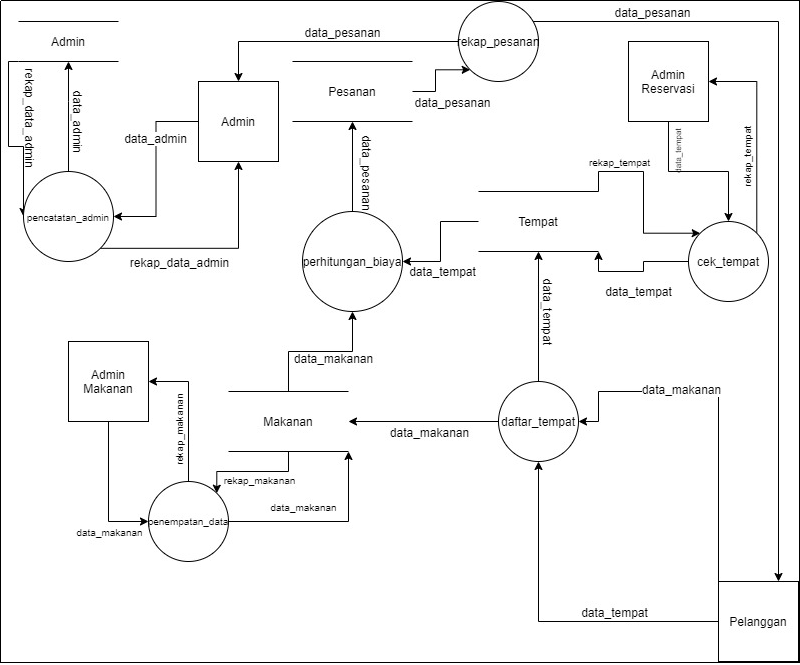 data_pesanan
data_pesanan
rekap_pesanan
Admin
Admin
Reservasi
Pesanan
data_pesanan
rekap_data_admin
data_admin
Admin
data_admin
data_pesanan
data_tempat
rekap_tempat
rekap_tempat
pencatatan_admin
Tempat
rekap_data_admin
perhitungan_biaya
data_tempat
cek_tempat
data_tempat
data_tempat
data_makanan
Admin
Makanan
data_makanan
rekap_makanan
Makanan
data_makanan
daftar_tempat
rekap_makanan
data_makanan
penempatan_data
data_makanan
data_tempat
Pelanggan